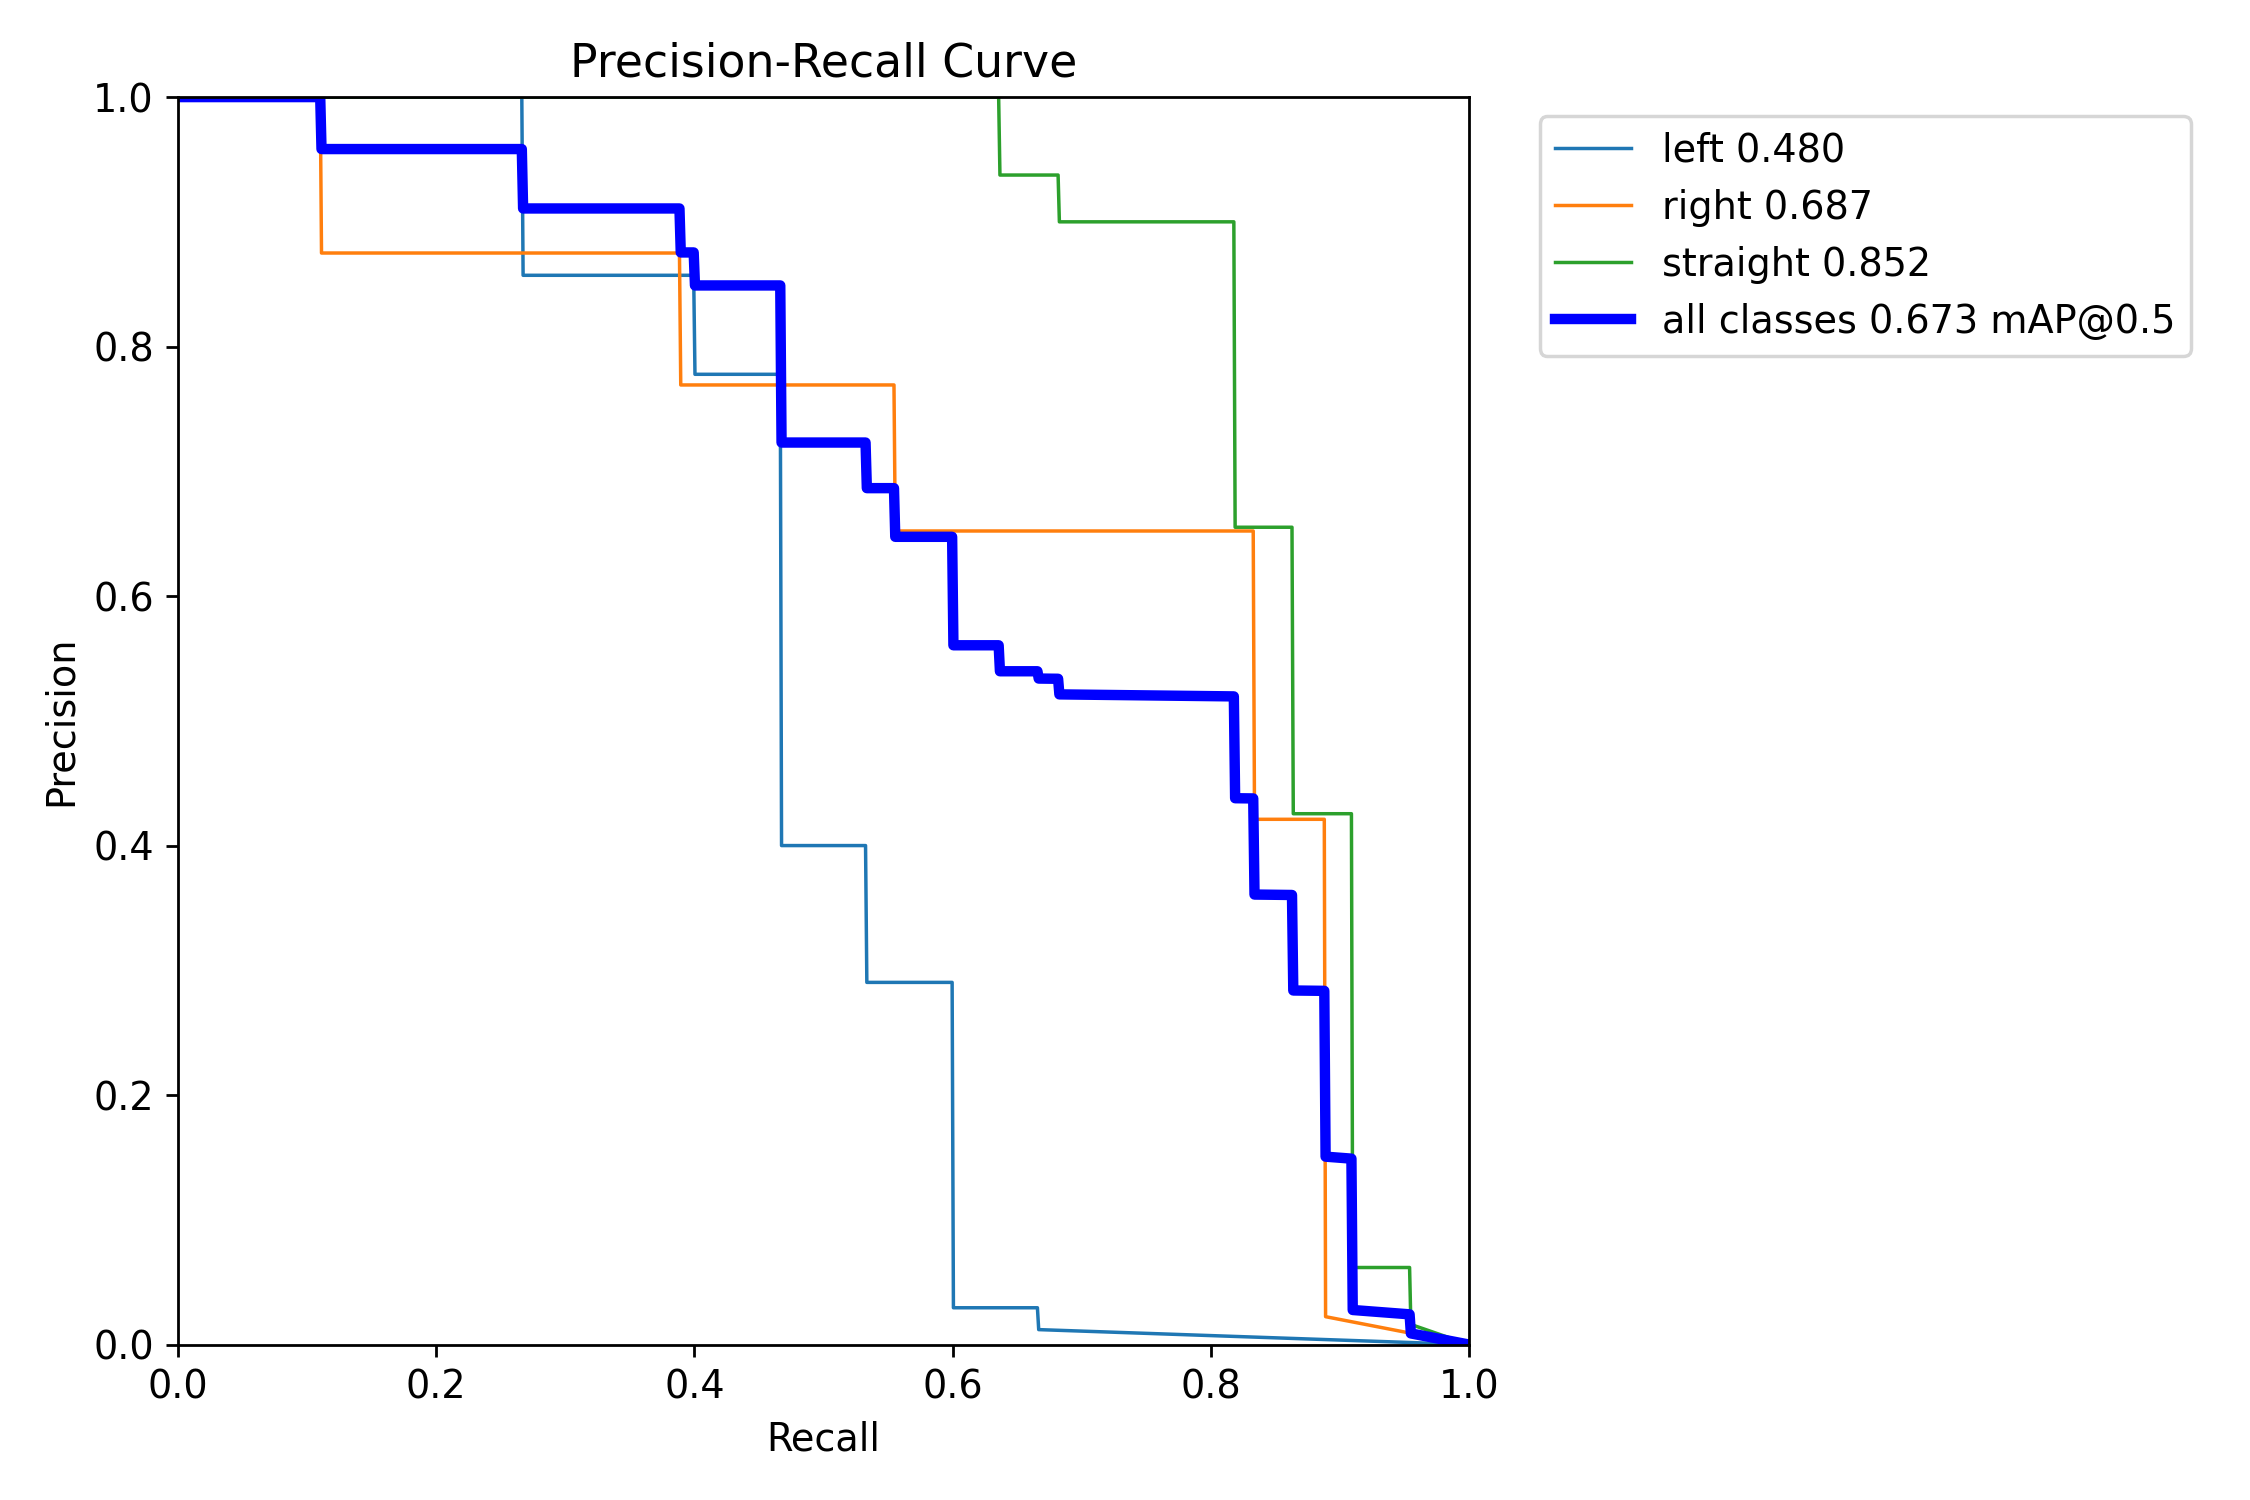 Precision-Recall Curve
1.0
0.8
0.6
0.4
0.2
0.0
Precision
0.0 0.2 0.4 0.6 0.8 1.0
Recall
left 0.480
right 0.687
straight 0.852
all classes 0.673 mAP@0.5